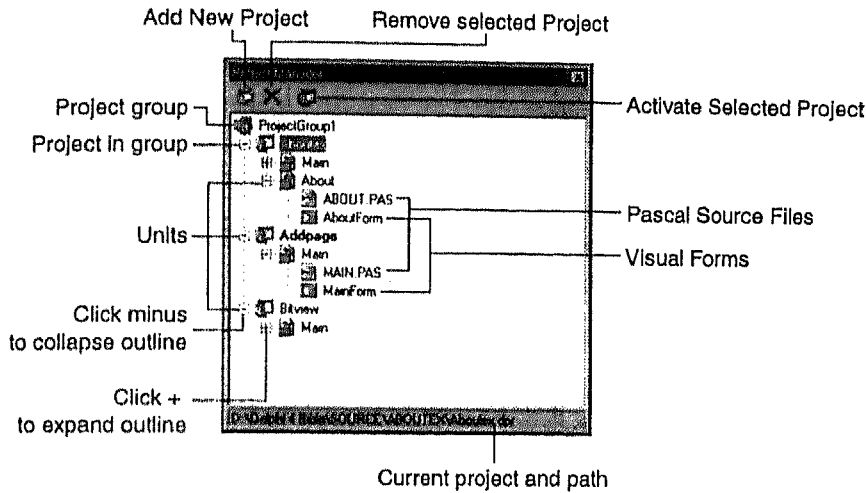 Add New Project
Remove selected Project
Project group
Activate Selected Project
ProjectGroup1
Project in group
Main
About
ABOUT.PAS
AboutForm
Pascal Source Files
Units
Addpage
Main
Visual Forms
MAIN.PAS
MainForm
Click minus
to collapse outline
Bitview
Main
Click +
to expand outline
Current project and path